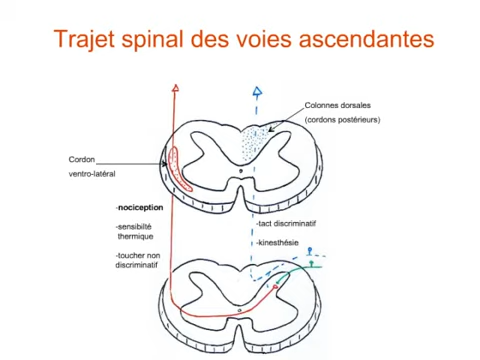 Trajet spinal des voies ascendantes
Colonnes dorsales
(cordons postérieurs)
Cordon
ventro-latéral
-nociception
-sensibilté
thermique
-toucher non
discriminatif
-tact discriminatif
-kinesthésie